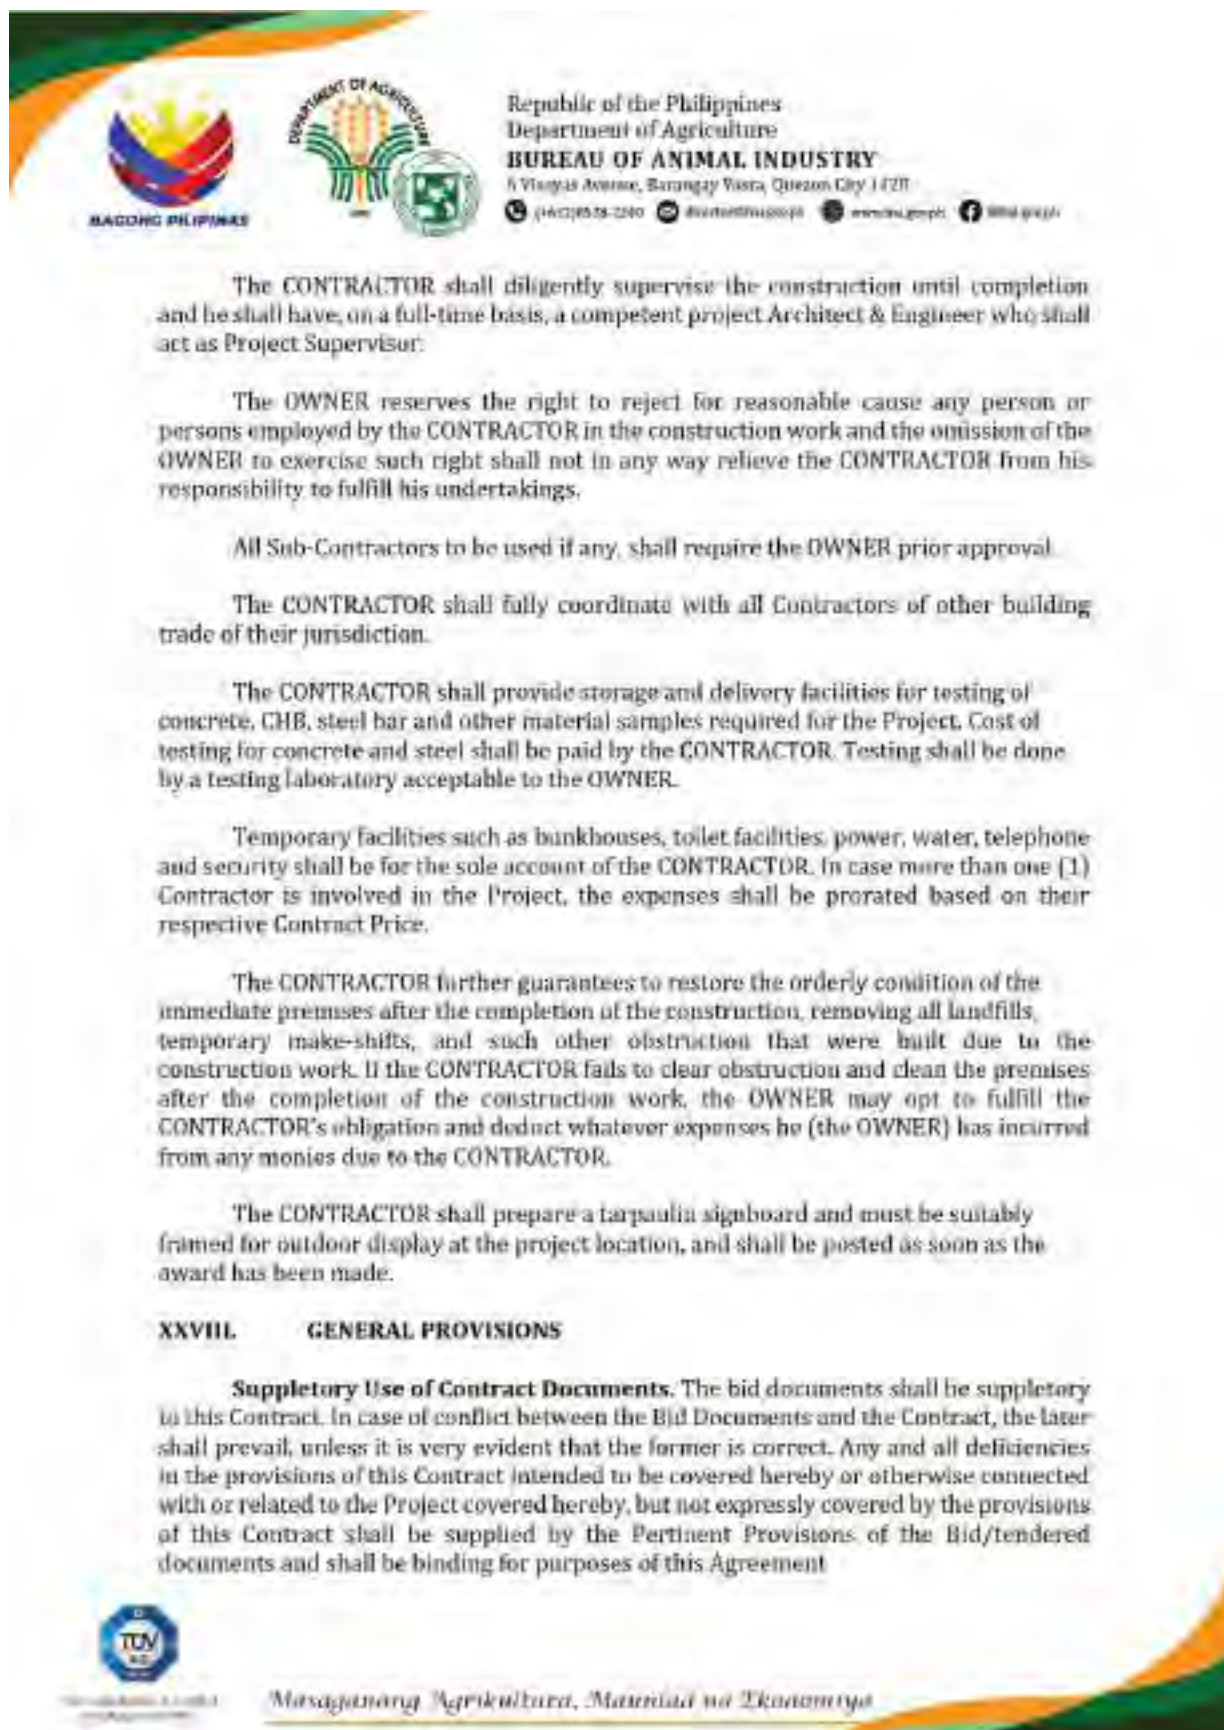 BAGONG PILIPINAS
DEPARTMENT OF AGRICULTURE
Republic of the Philippines
Department of Agriculture
BUREAU OF ANIMAL INDUSTRY
Avenue, Barangay Vasra, Quezon City
The CONTRACTOR shall diligently supervise the construction until completion
and he shall have, on a full-time basis, a competent project Architect & Engineer who shall
act as Project Supervisor.
The OWNER reserves the right to reject for reasonable cause any person or
persons employed by the CONTRACTOR in the construction work and the omission of the
OWNER to exercise such right shall not in any way relieve the CONTRACTOR from his
responsibility to fulfill his undertakings.
All Sub-Contractors to be used if any, shall require the OWNER prior approval.
The CONTRACTOR shall fully coordinate with all Contractors of other building
trade of their jurisdiction.
The CONTRACTOR shall provide storage and delivery facilities for testing of
concrete, CHB, steel bar and other material samples required for the Project. Cost of
testing for concrete and steel shall be paid by the CONTRACTOR. Testing shall be done
by a testing laboratory acceptable to the OWNER.
Temporary facilities such as bunkhouses, toilet facilities, power, water, telephone
and security shall be for the sole account of the CONTRACTOR. In case more than one (1)
Contractor is involved in the Project, the expenses shall be prorated based on their
respective Contract Price.
The CONTRACTOR further guarantees to restore the orderly condition of the
immediate premises after the completion of the construction, removing all landfills,
temporary make-shifts, and such other obstruction that were built due to the
construction work. If the CONTRACTOR fails to clear obstruction and clean the premises
after the completion of the construction work, the OWNER may opt to fulfill the
CONTRACTOR's obligation and deduct whatever expenses he (the OWNER) has incurred
from any monies due to the CONTRACTOR.
The CONTRACTOR shall prepare a tarpaulin signboard and must be suitably
framed for outdoor display at the project location, and shall be posted as soon as the
award has been made.
XXVIII. GENERAL PROVISIONS
Suppletory Use of Contract Documents. The bid documents shall be suppletory
to this Contract. In case of conflict between the Bid Documents and the Contract, the later
shall prevail, unless it is very evident that the former is correct. Any and all deficiencies
in the provisions of this Contract intended to be covered hereby or otherwise connected
with or related to the Project covered hereby, but not expressly covered by the provisions
of this Contract shall be supplied by the Pertinent Provisions of the Bid/tendered
documents and shall be binding for purposes of this Agreement
TÜV
Masaganang Agrikultura, Maunlad na Ekonomiya